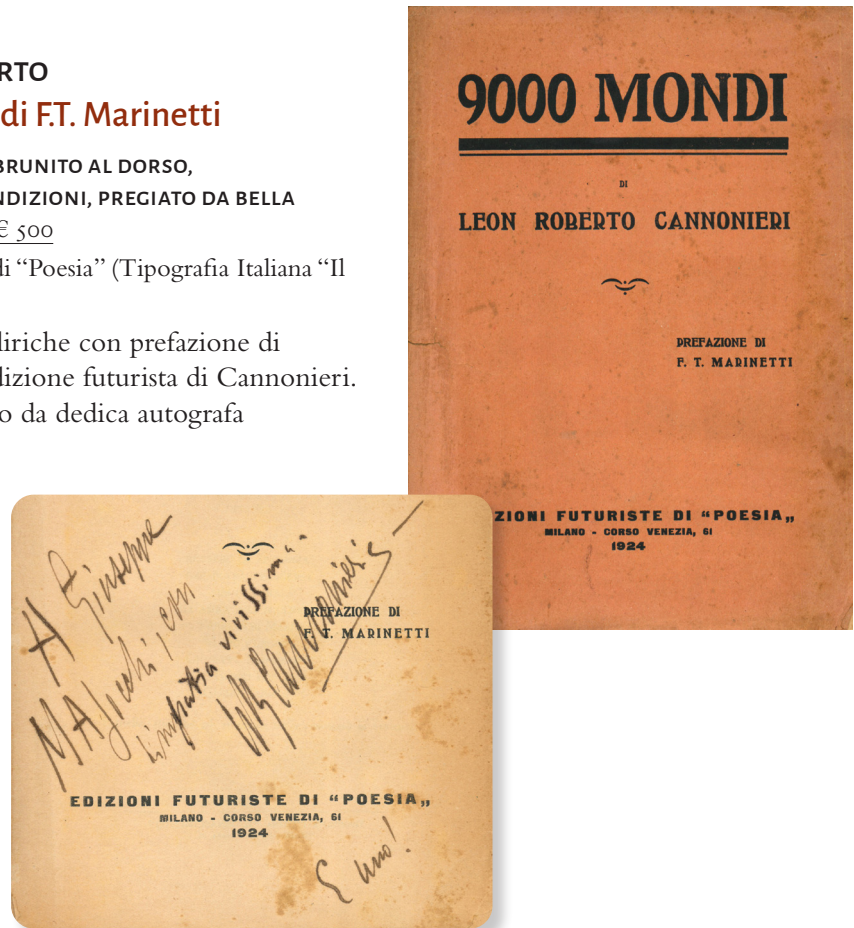 RTO
di F.T. Marinetti
BRUNITO AL DORSO,
NDIZIONI, PREGIATO DA BELLA
€ 500
di “Poesia” (Tipografia Italiana “Il
liriche con prefazione di
dizione futurista di Cannonieri.
o da dedica autografa
9000 MONDI
DI
LEON ROBERTO CANNONIERI
PREFAZIONE DI
F. T. MARINETTI
ZIONI FUTURISTE DI “POESIA„
MILANO - CORSO VENEZIA, 61
1924
A Giuseppe
con
simpatia vivissima
Cannonieri
PREFAZIONE DI
F. T. MARINETTI
EDIZIONI FUTURISTE DI “POESIA„
MILANO - CORSO VENEZIA, 61
1924